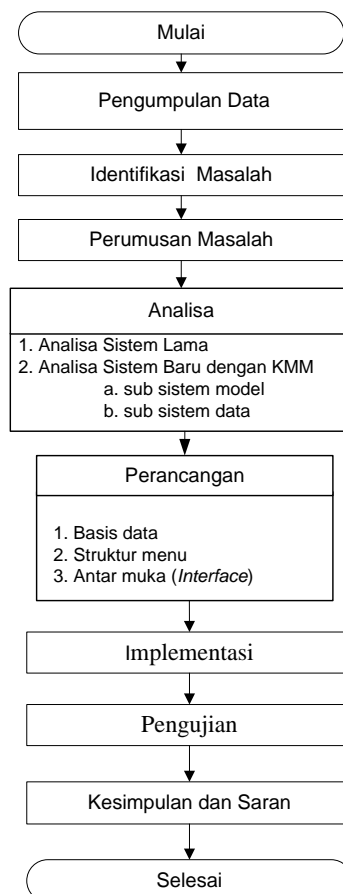 Mulai
Pengumpulan Data
Identifikasi Masalah
Perumusan Masalah
Analisa
1. Analisa Sistem Lama
2. Analisa Sistem Baru dengan KMM
a. sub sistem model
b. sub sistem data
Perancangan
1. Basis data
2. Struktur menu
3. Antar muka (Interface)
Implementasi
Pengujian
Kesimpulan dan Saran
Selesai